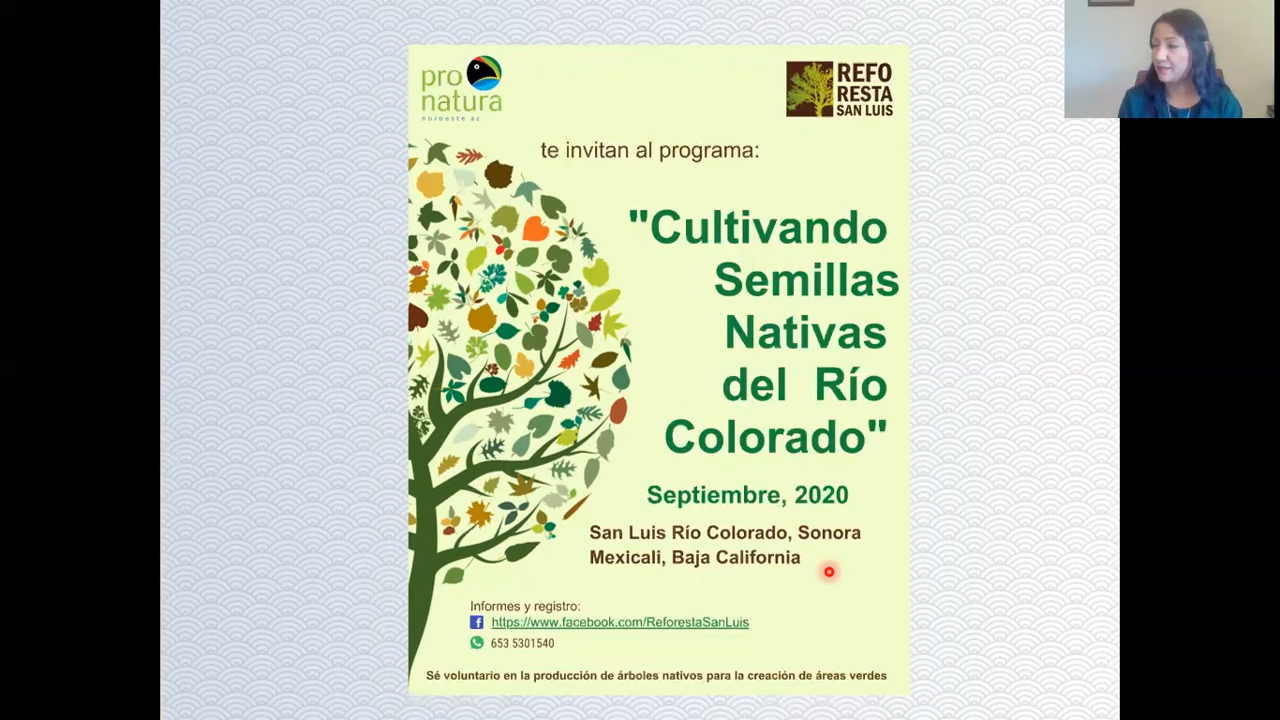 pro
natura
noroeste ac
REFO
RESTA
SAN LUIS
te invitan al programa:
"Cultivando
Semillas
Nativas
del Río
Colorado"
Septiembre, 2020
San Luis Río Colorado, Sonora
Mexicali, Baja California
Informes y registro:
https://www.facebook.com/ReforestaSanLuis
653 5301540
Sé voluntario en la producción de árboles nativos para la creación de áreas verdes